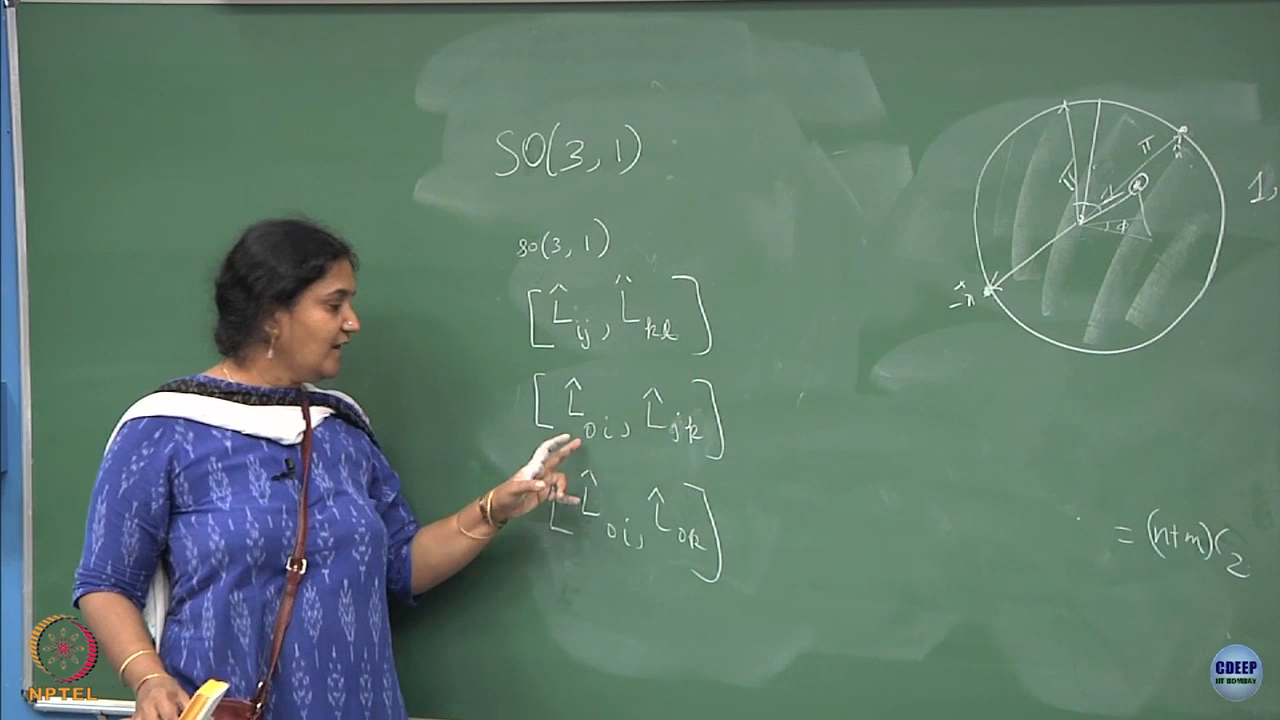 SO(3, 1)
so(3, 1)
[L̂ij, L̂kl]
[L̂0i, L̂jk]
[L̂0i, L̂0k]
π
n̂
-n̂
φ
1,
= (n+m)C2
NPTEL
CDEEP
IIT BOMBAY